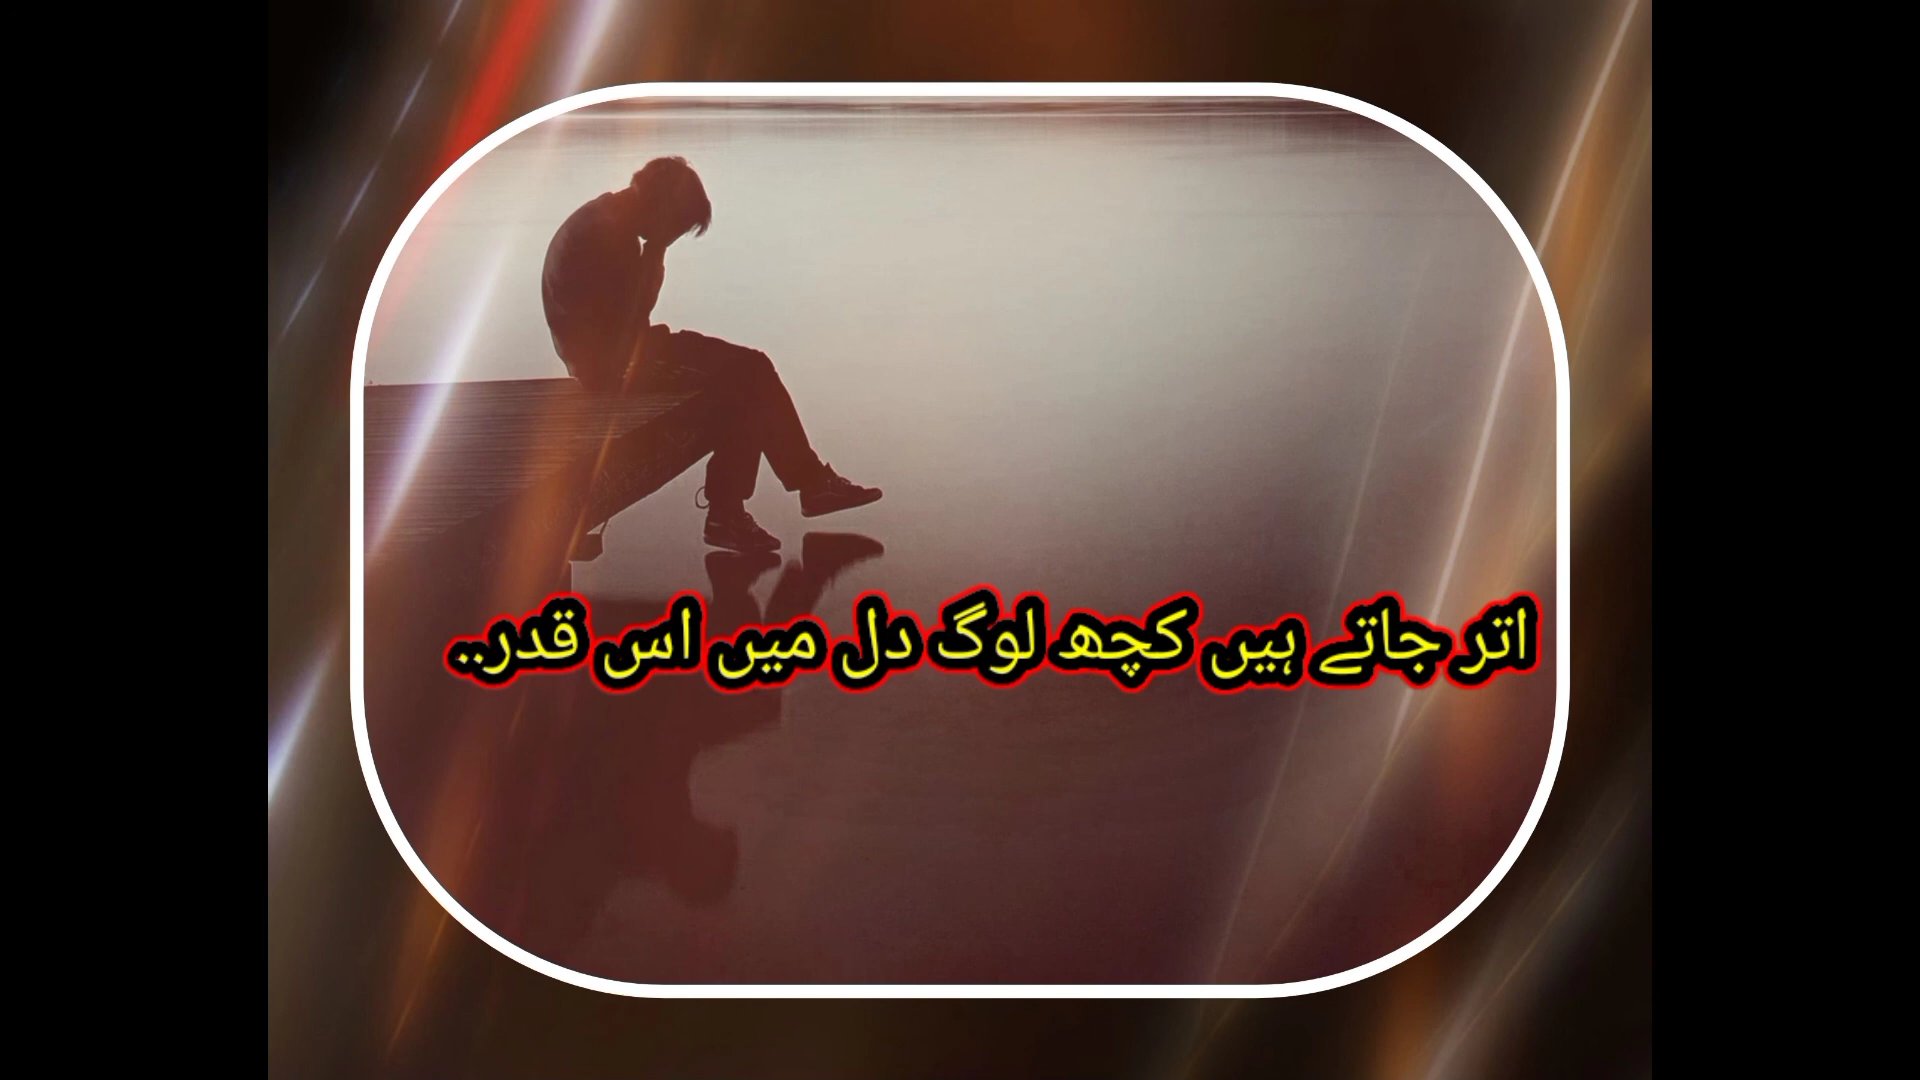 اتر جاتے ہیں کچھ لوگ دل میں اس قدر..